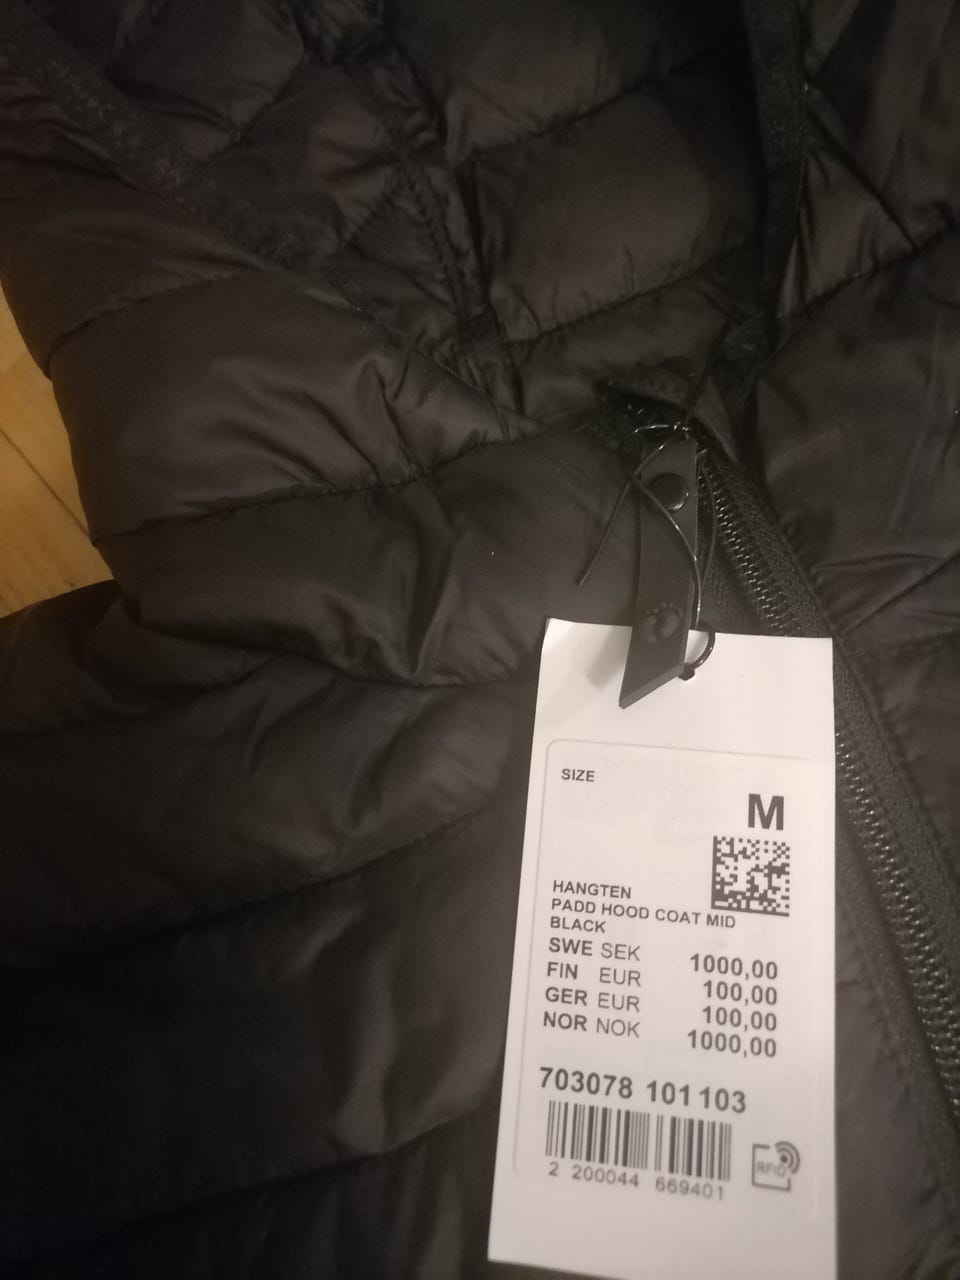 SIZE
M
HANGTEN
PADD HOOD COAT MID
BLACK
SWE SEK 1000,00
FIN EUR 100,00
GER EUR 100,00
NOR NOK 1000,00
703078 101103
2 200044 669401
RFID